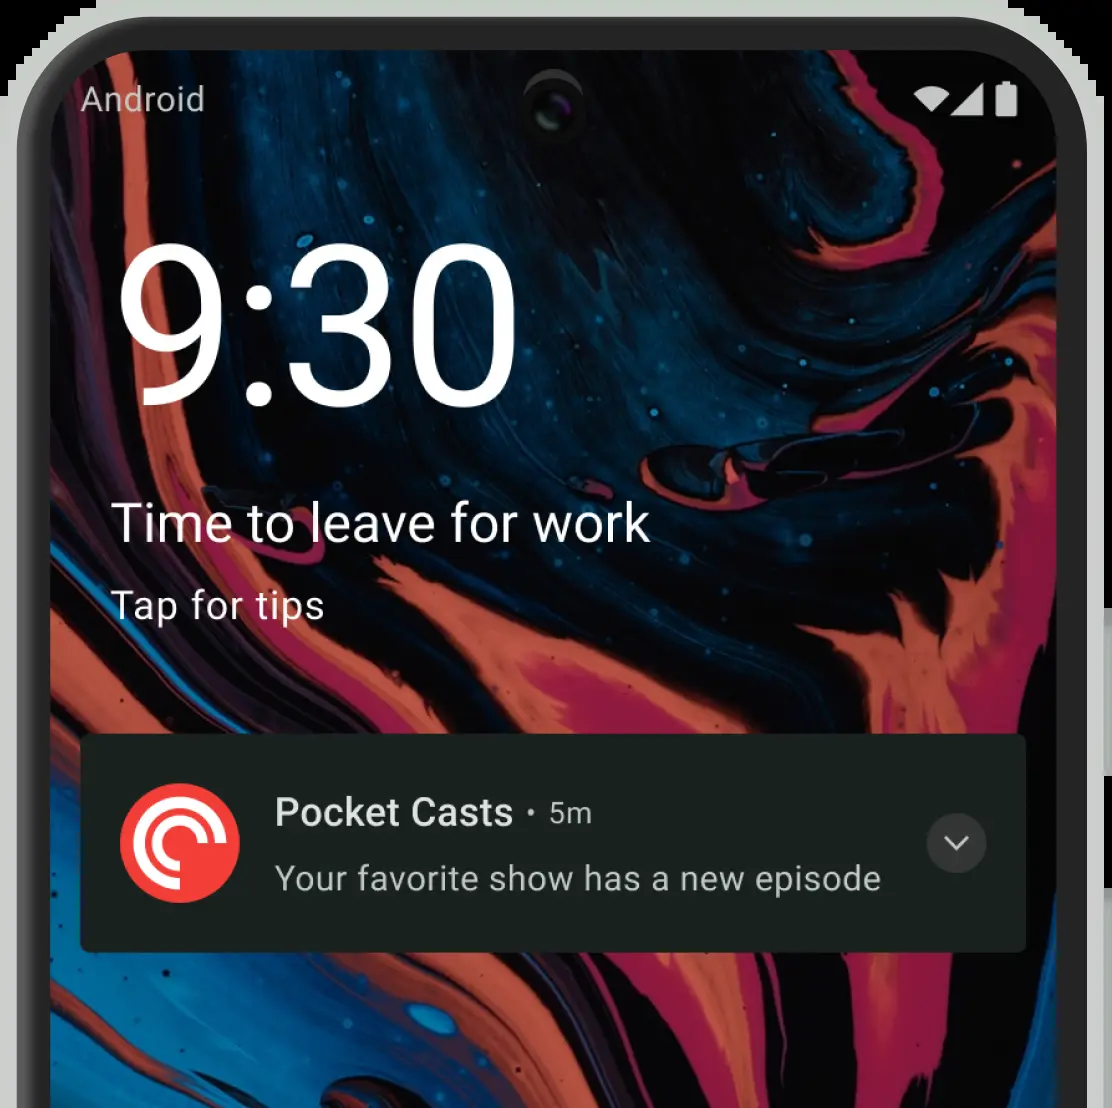 Android
9:30
Time to leave for work
Tap for tips
Pocket Casts • 5m
Your favorite show has a new episode